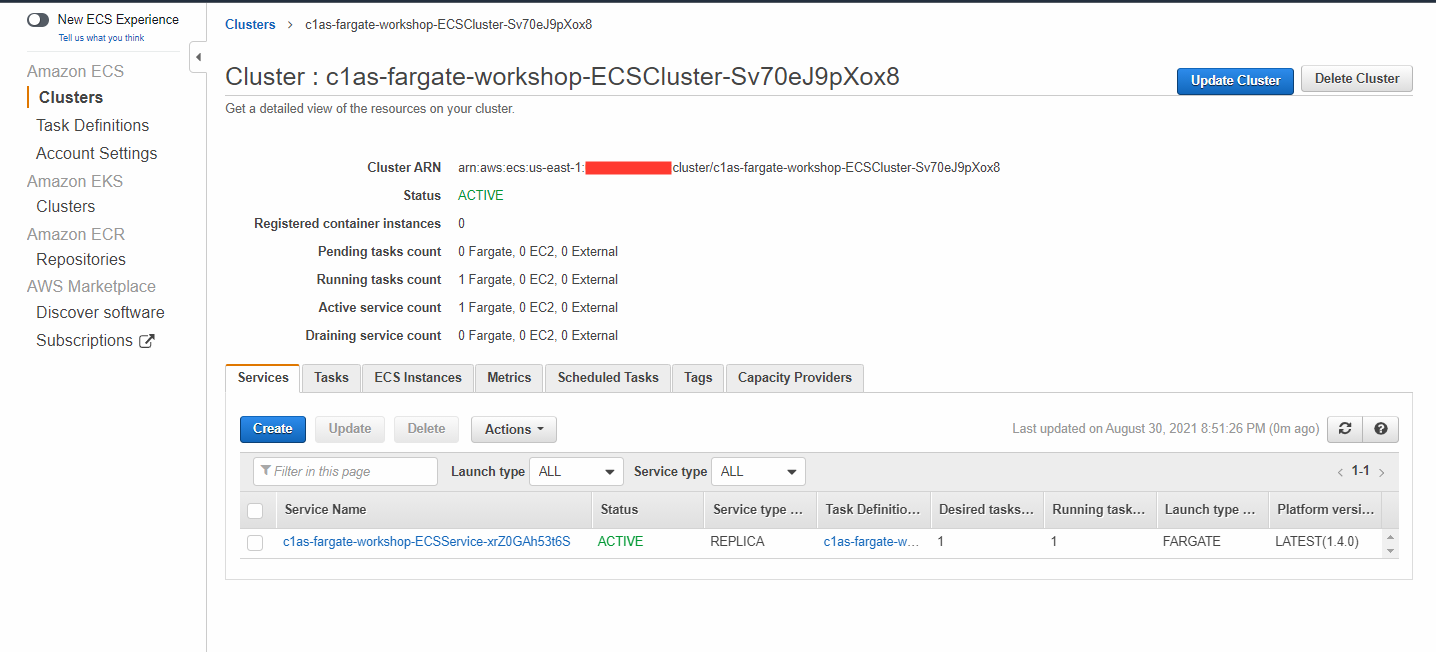 New ECS Experience
Tell us what you think
Amazon ECS
Clusters
Task Definitions
Account Settings
Amazon EKS
Clusters
Amazon ECR
Repositories
AWS Marketplace
Discover software
Subscriptions
Clusters > c1as-fargate-workshop-ECSCluster-Sv70eJ9pXox8
Cluster : c1as-fargate-workshop-ECSCluster-Sv70eJ9pXox8
Update Cluster Delete Cluster
Get a detailed view of the resources on your cluster.
Cluster ARN arn:aws:ecs:us-east-1: cluster/c1as-fargate-workshop-ECSCluster-Sv70eJ9pXox8
Status ACTIVE
Registered container instances 0
Pending tasks count 0 Fargate, 0 EC2, 0 External
Running tasks count 1 Fargate, 0 EC2, 0 External
Active service count 1 Fargate, 0 EC2, 0 External
Draining service count 0 Fargate, 0 EC2, 0 External
Services Tasks ECS Instances Metrics Scheduled Tasks Tags Capacity Providers
Create Update Delete Actions Last updated on August 30, 2021 8:51:26 PM (0m ago)
Filter in this page Launch type ALL Service type ALL < 1-1 >
Service Name Status Service type ... Task Definitio... Desired tasks... Running task... Launch type ... Platform versi...
c1as-fargate-workshop-ECSService-xrZ0GAh53t6S ACTIVE REPLICA c1as-fargate-w... 1 1 FARGATE LATEST(1.4.0)